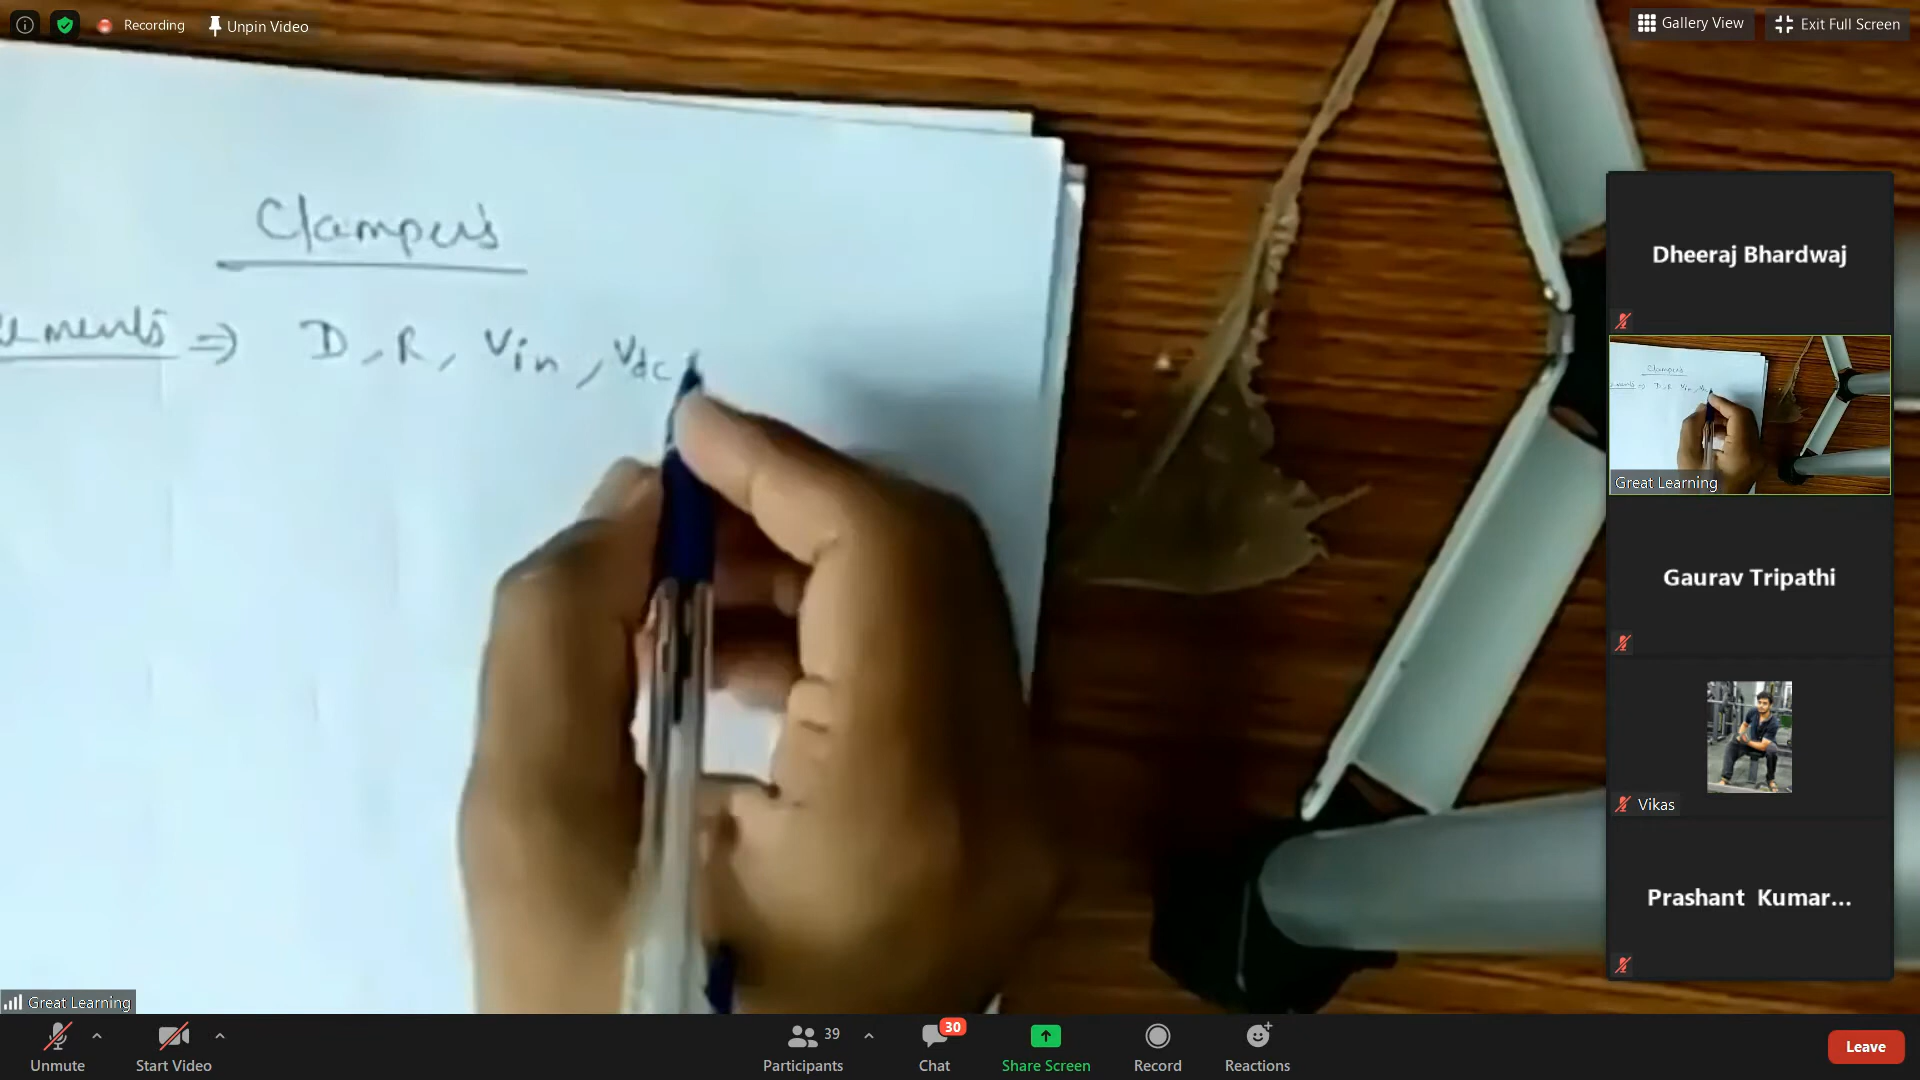 Recording
Unpin Video
Gallery View
Exit Full Screen
Clampers
ements ⇒ D, R, Vin, Vdc
Dheeraj Bhardwaj
Great Learning
Gaurav Tripathi
Vikas
Prashant Kumar...
Great Learning
Unmute
Start Video
39
Participants
30
Chat
Share Screen
Record
Reactions
Leave